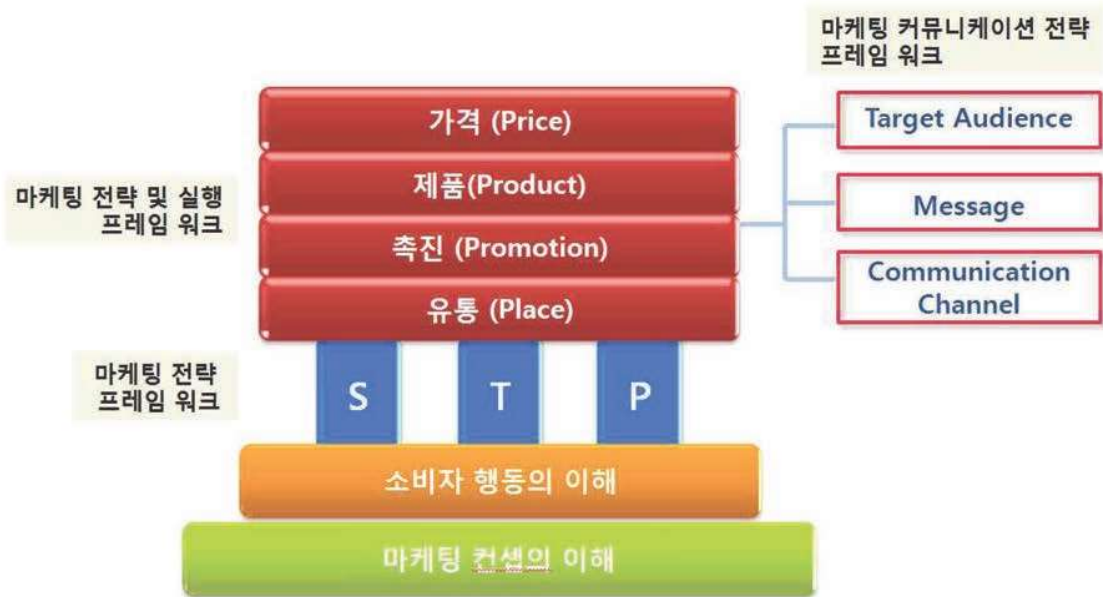 마케팅 커뮤니케이션 전략
프레임 워크
가격 (Price)
제품(Product)
촉진 (Promotion)
유통 (Place)
Target Audience
Message
Communication
Channel
마케팅 전략 및 실행
프레임 워크
마케팅 전략
프레임 워크
S T P
소비자 행동의 이해
마케팅 컨셉의 이해